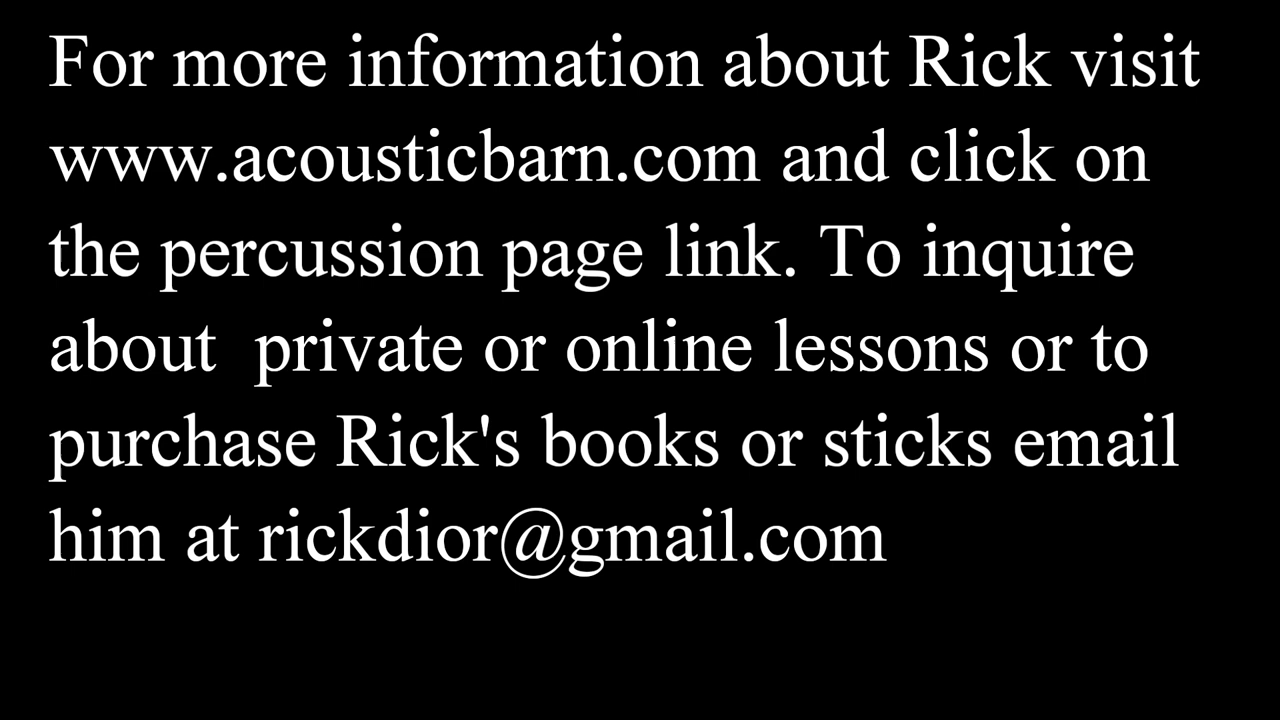 For more information about Rick visit
www.acousticbarn.com and click on
the percussion page link. To inquire
about  private or online lessons or to
purchase Rick's books or sticks email
him at rickdior@gmail.com